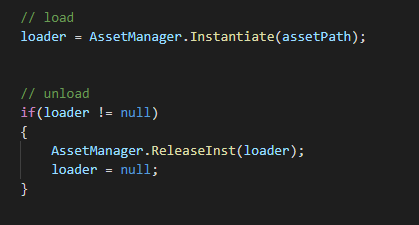 // load
loader = AssetManager.Instantiate(assetPath);
// unload
if(loader != null)
{
AssetManager.ReleaseInst(loader);
loader = null;
}